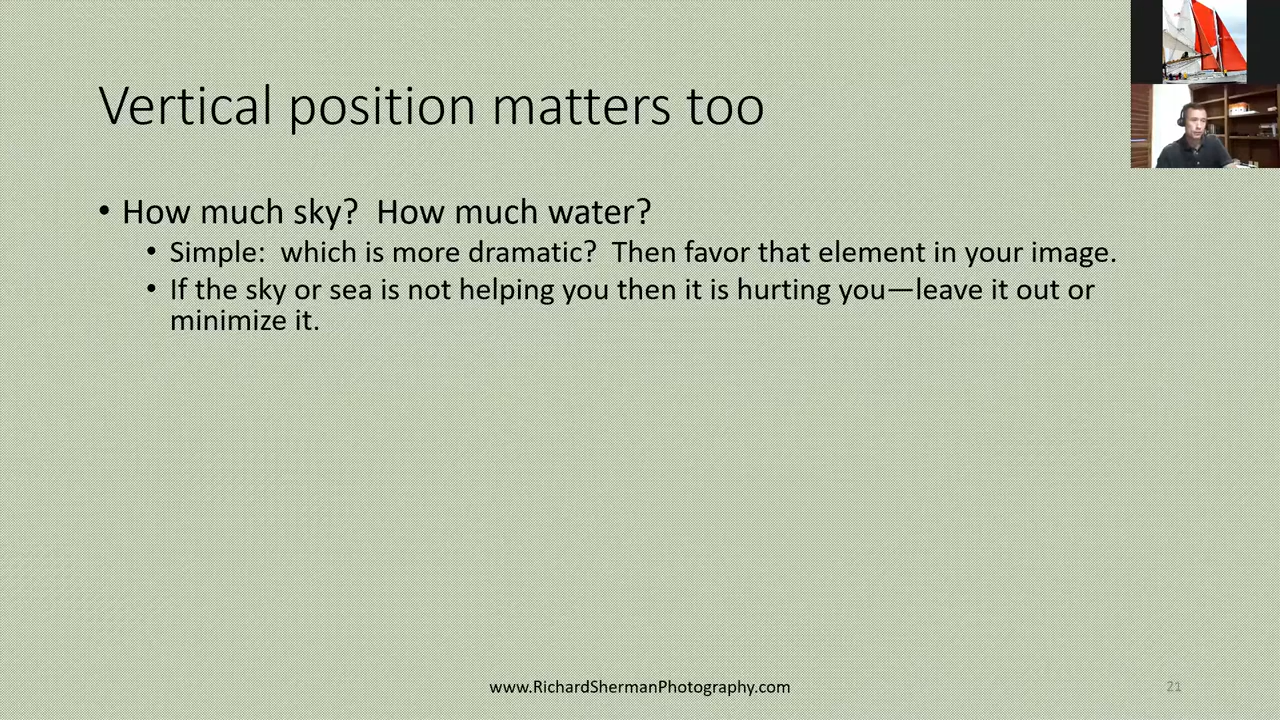 Vertical position matters too
• How much sky?  How much water?
• Simple:  which is more dramatic?  Then favor that element in your image.
• If the sky or sea is not helping you then it is hurting you—leave it out or
minimize it.
www.RichardShermanPhotography.com
21